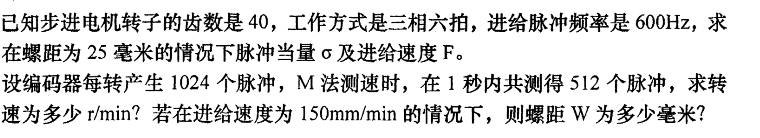 已知步进电机转子的齿数是 40，工作方式是三相六拍，进给脉冲频率是 600Hz，求
在螺距为 25 毫米的情况下脉冲当量 σ 及进给速度 F。
设编码器每转产生 1024 个脉冲，M 法测速时，在 1 秒内共测得 512 个脉冲，求转
速为多少 r/min？若在进给速度为 150mm/min 的情况下，则螺距 W 为多少毫米？